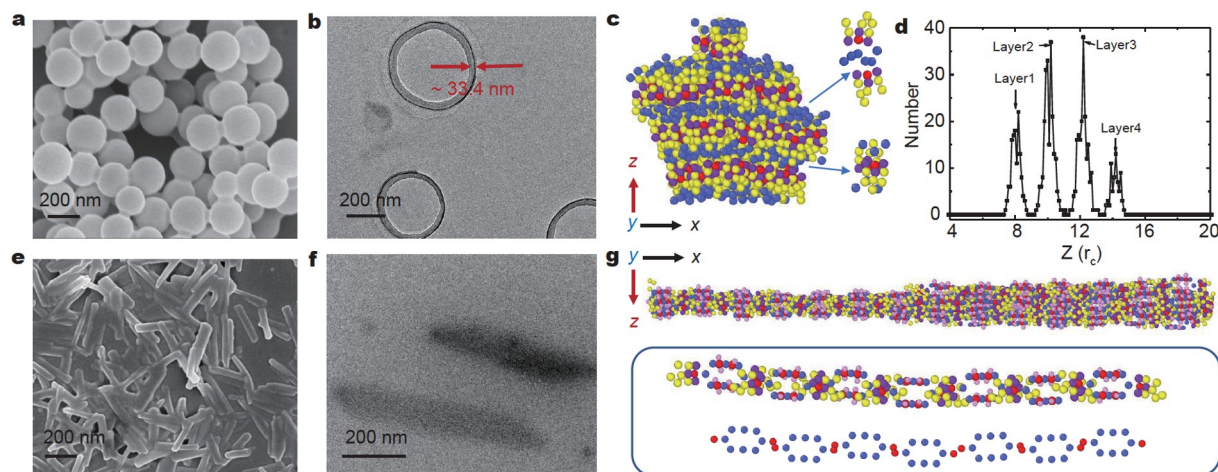 a
200 nm
b
~ 33.4 nm
200 nm
c
z
y
x
d
40
30
20
10
0
Number
Layer1
Layer2
Layer3
Layer4
4
8
12
16
20
Z (r_c)
e
200 nm
f
200 nm
g
y
x
z